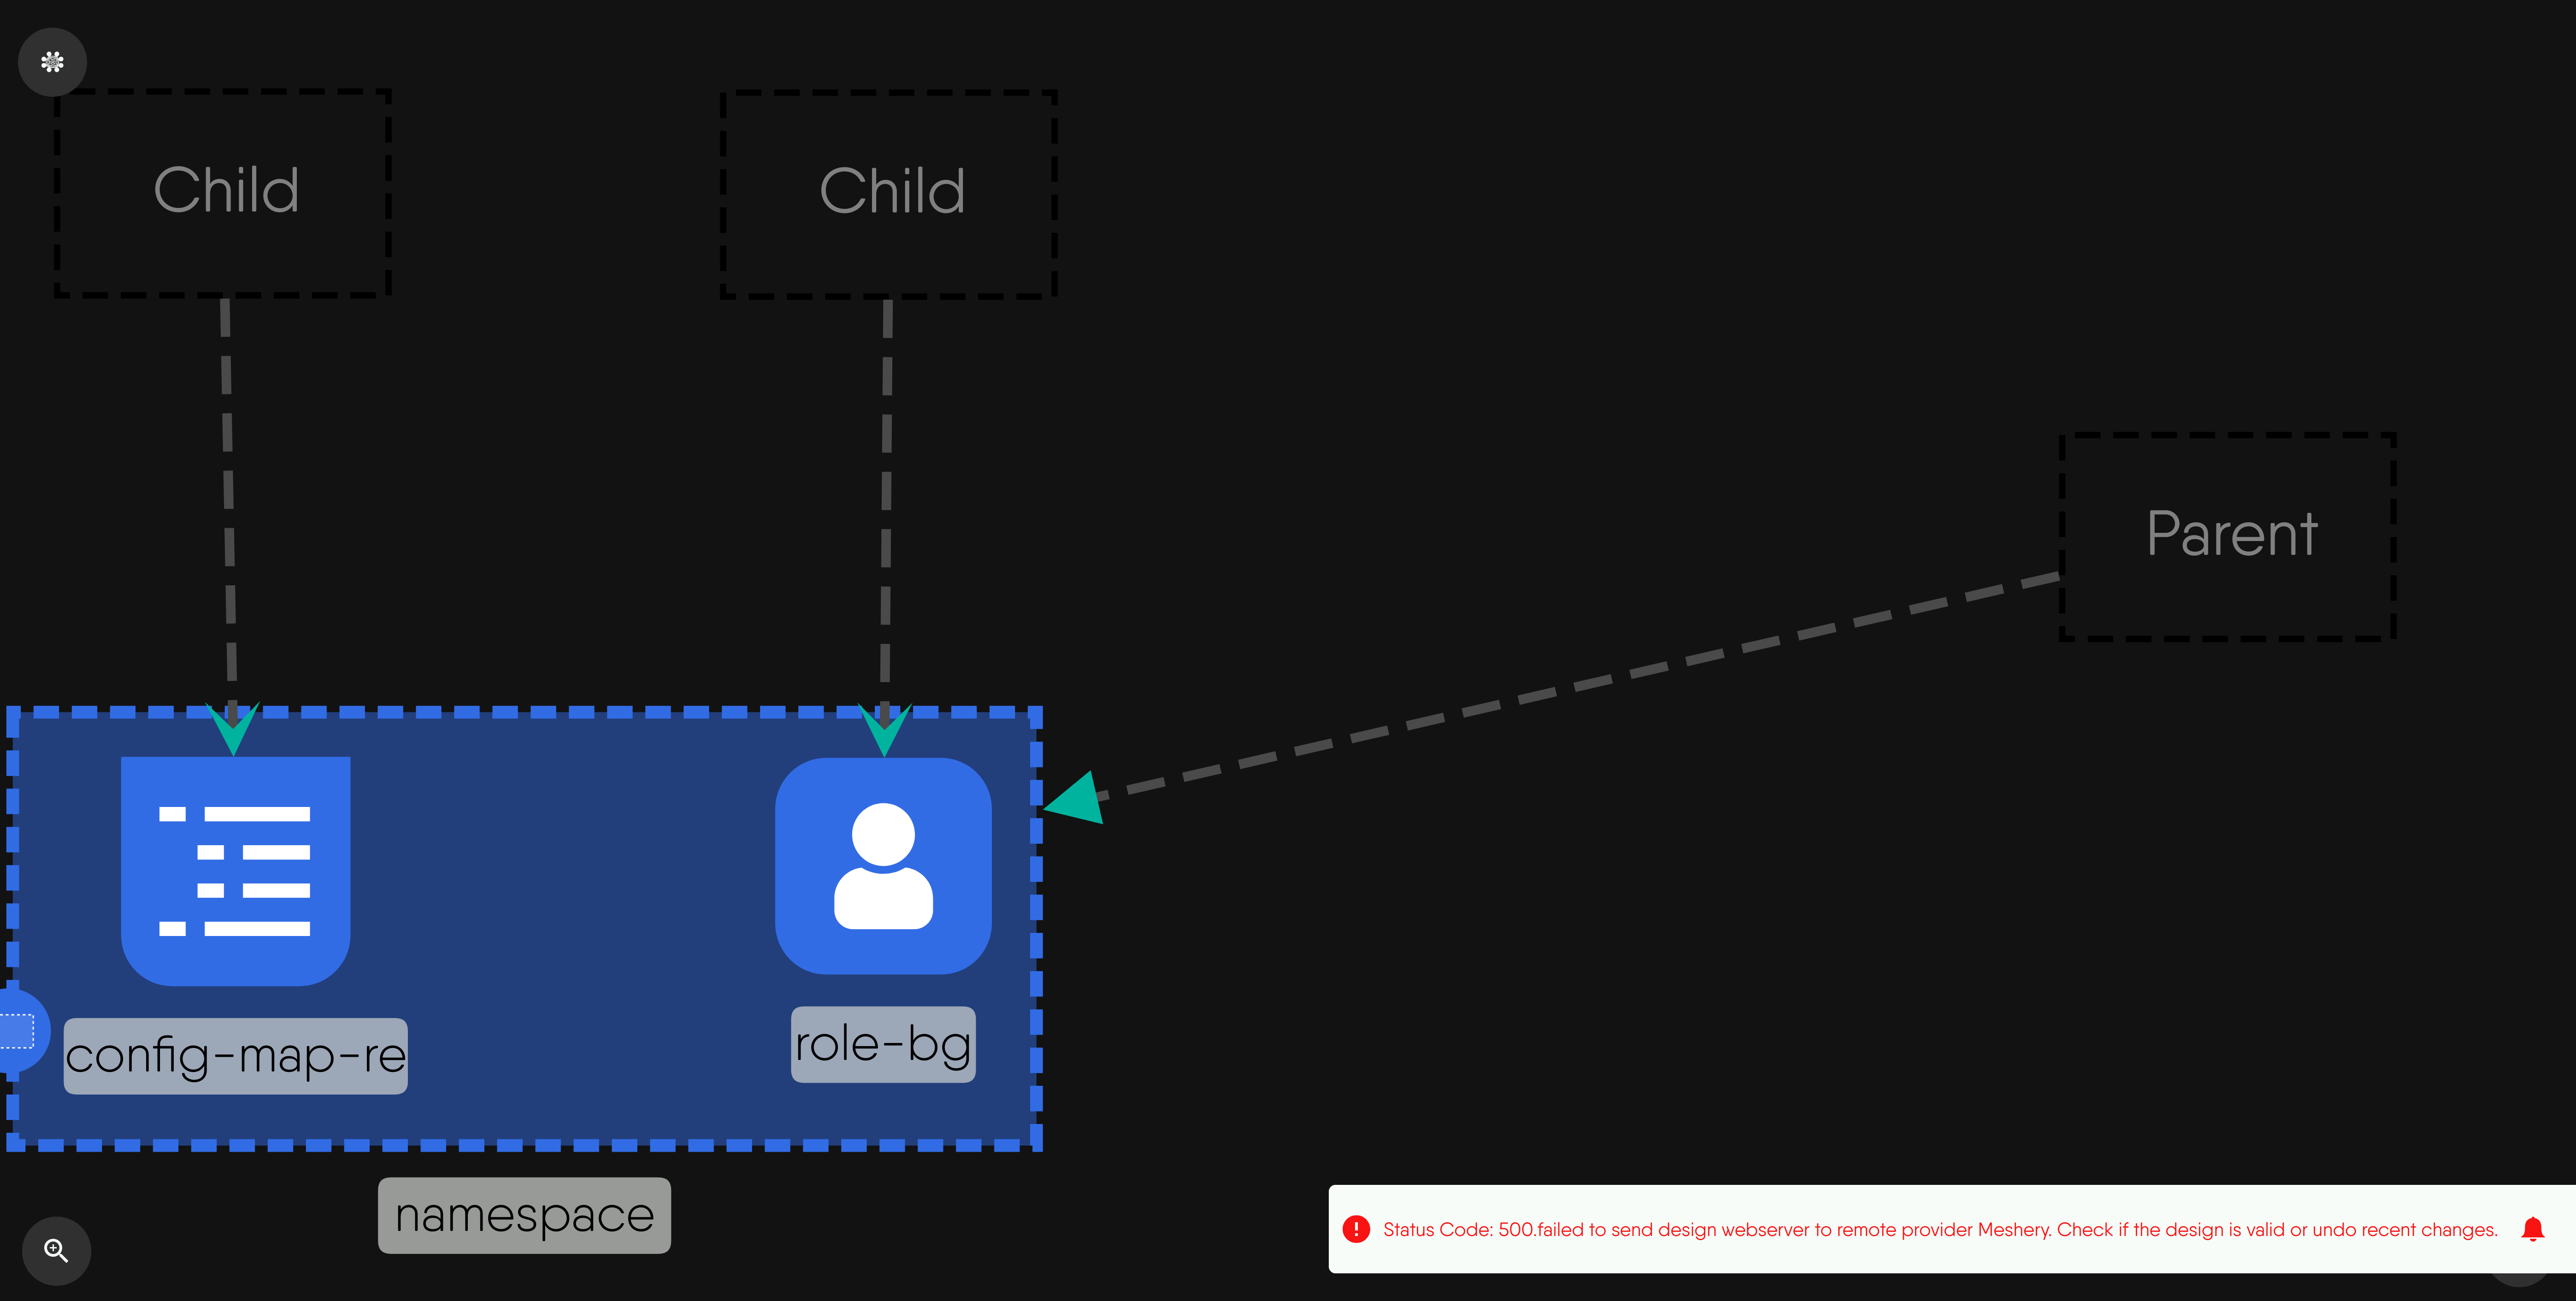 Child
Child
Parent
config-map-re
role-bg
namespace
Status Code: 500.failed to send design webserver to remote provider Meshery. Check if the design is valid or undo recent changes.